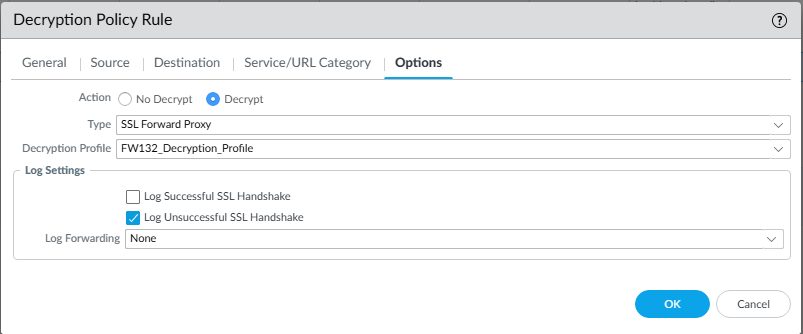 Decryption Policy Rule
General Source Destination Service/URL Category Options
Action No Decrypt Decrypt
Type SSL Forward Proxy
Decryption Profile FW132_Decryption_Profile
Log Settings
Log Successful SSL Handshake
Log Unsuccessful SSL Handshake
Log Forwarding None
OK Cancel